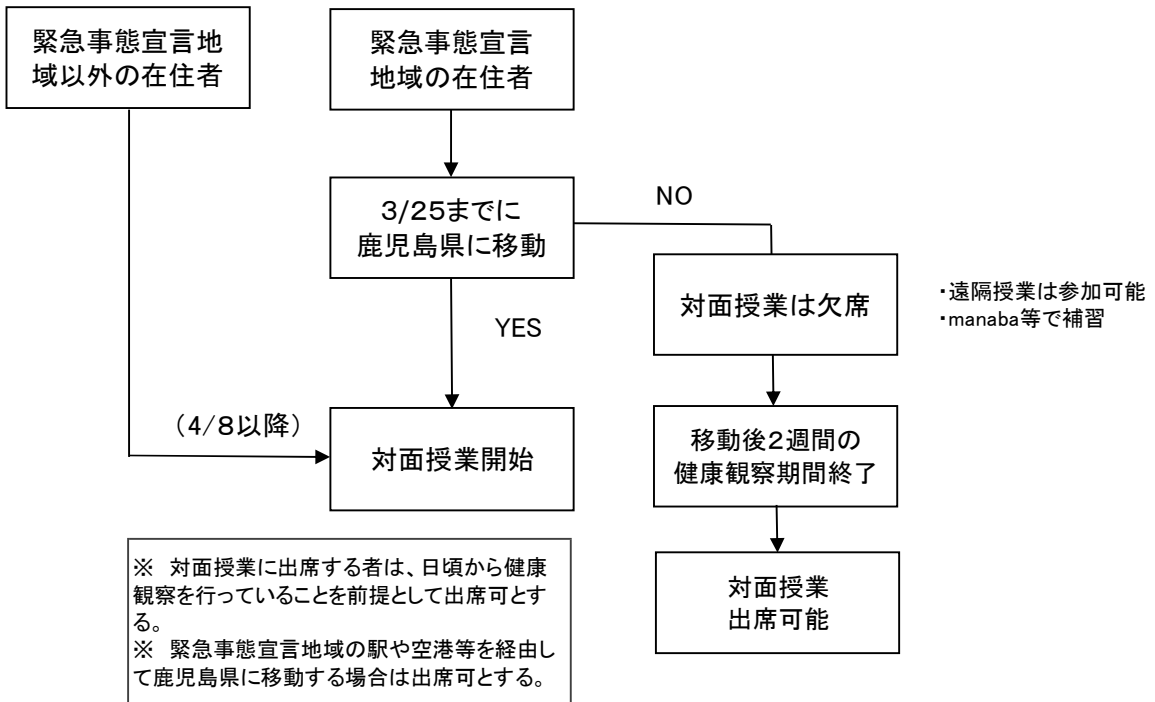 緊急事態宣言地
域以外の在住者
緊急事態宣言
地域の在住者
3/25までに
鹿児島県に移動
NO
YES
対面授業は欠席
・遠隔授業は参加可能
・manaba等で補習
（4/8以降）
対面授業開始
移動後2週間の
健康観察期間終了
対面授業
出席可能
※　対面授業に出席する者は、日頃から健康
観察を行っていることを前提として出席可とす
る。
※　緊急事態宣言地域の駅や空港等を経由し
て鹿児島県に移動する場合は出席可とする。